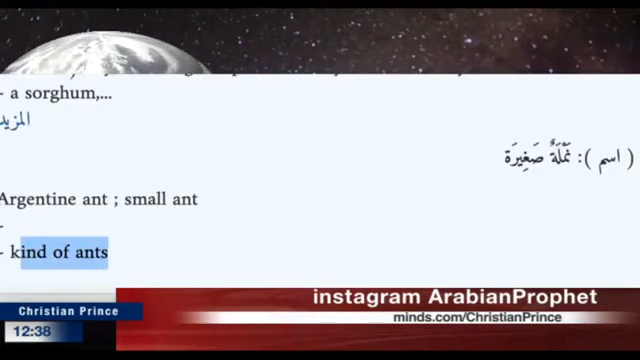 - a sorghum,...
المزيد
( اسم ): نَمْلَةٌ صَغِيرَة
Argentine ant ; small ant
-
- kind of ants
instagram ArabianProphet
Christian Prince
minds.com/ChristianPrince
12:38